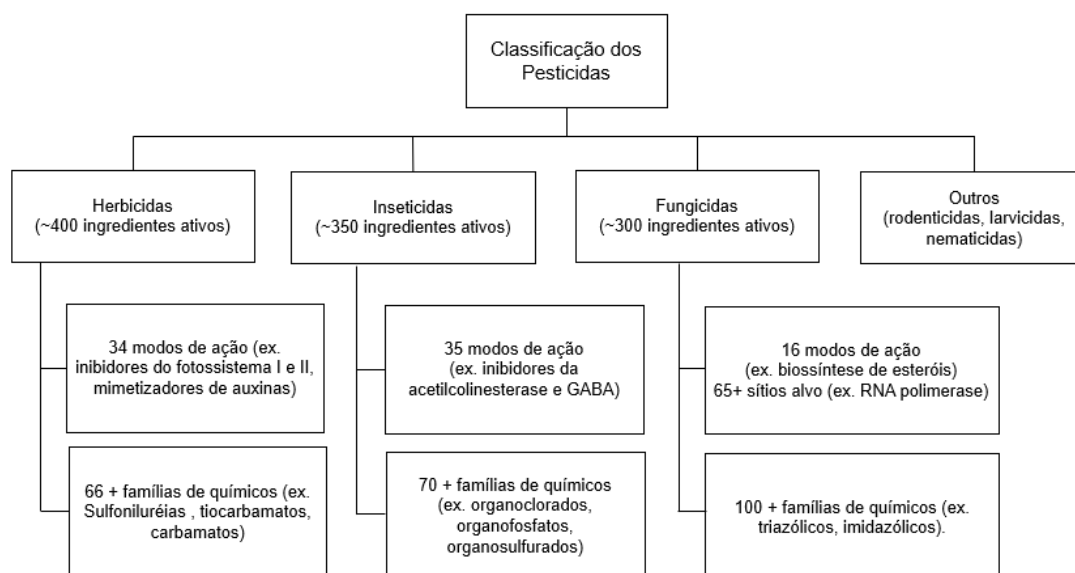 Classificação dos
Pesticidas
Herbicidas
(~400 ingredientes ativos)
Inseticidas
(~350 ingredientes ativos)
Fungicidas
(~300 ingredientes ativos)
Outros
(rodenticidas, larvicidas,
nematicidas)
34 modos de ação (ex.
inibidores do fotossistema I e II,
mimetizadores de auxinas)
35 modos de ação
(ex. inibidores da
acetilcolinesterase e GABA)
16 modos de ação
(ex. biossíntese de esteróis)
65+ sítios alvo (ex. RNA polimerase)
66 + famílias de químicos (ex.
Sulfoniluréias , tiocarbamatos,
carbamatos)
70 + famílias de químicos
(ex. organoclorados,
organofosfatos,
organosulfurados)
100 + famílias de químicos (ex.
triazólicos, imidazólicos).